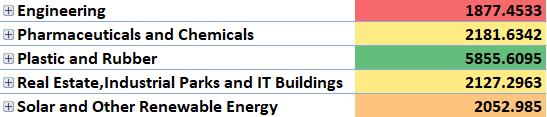 Engineering 1877.4533
Pharmaceuticals and Chemicals 2181.6342
Plastic and Rubber 5855.6095
Real Estate,Industrial Parks and IT Buildings 2127.2963
Solar and Other Renewable Energy 2052.985